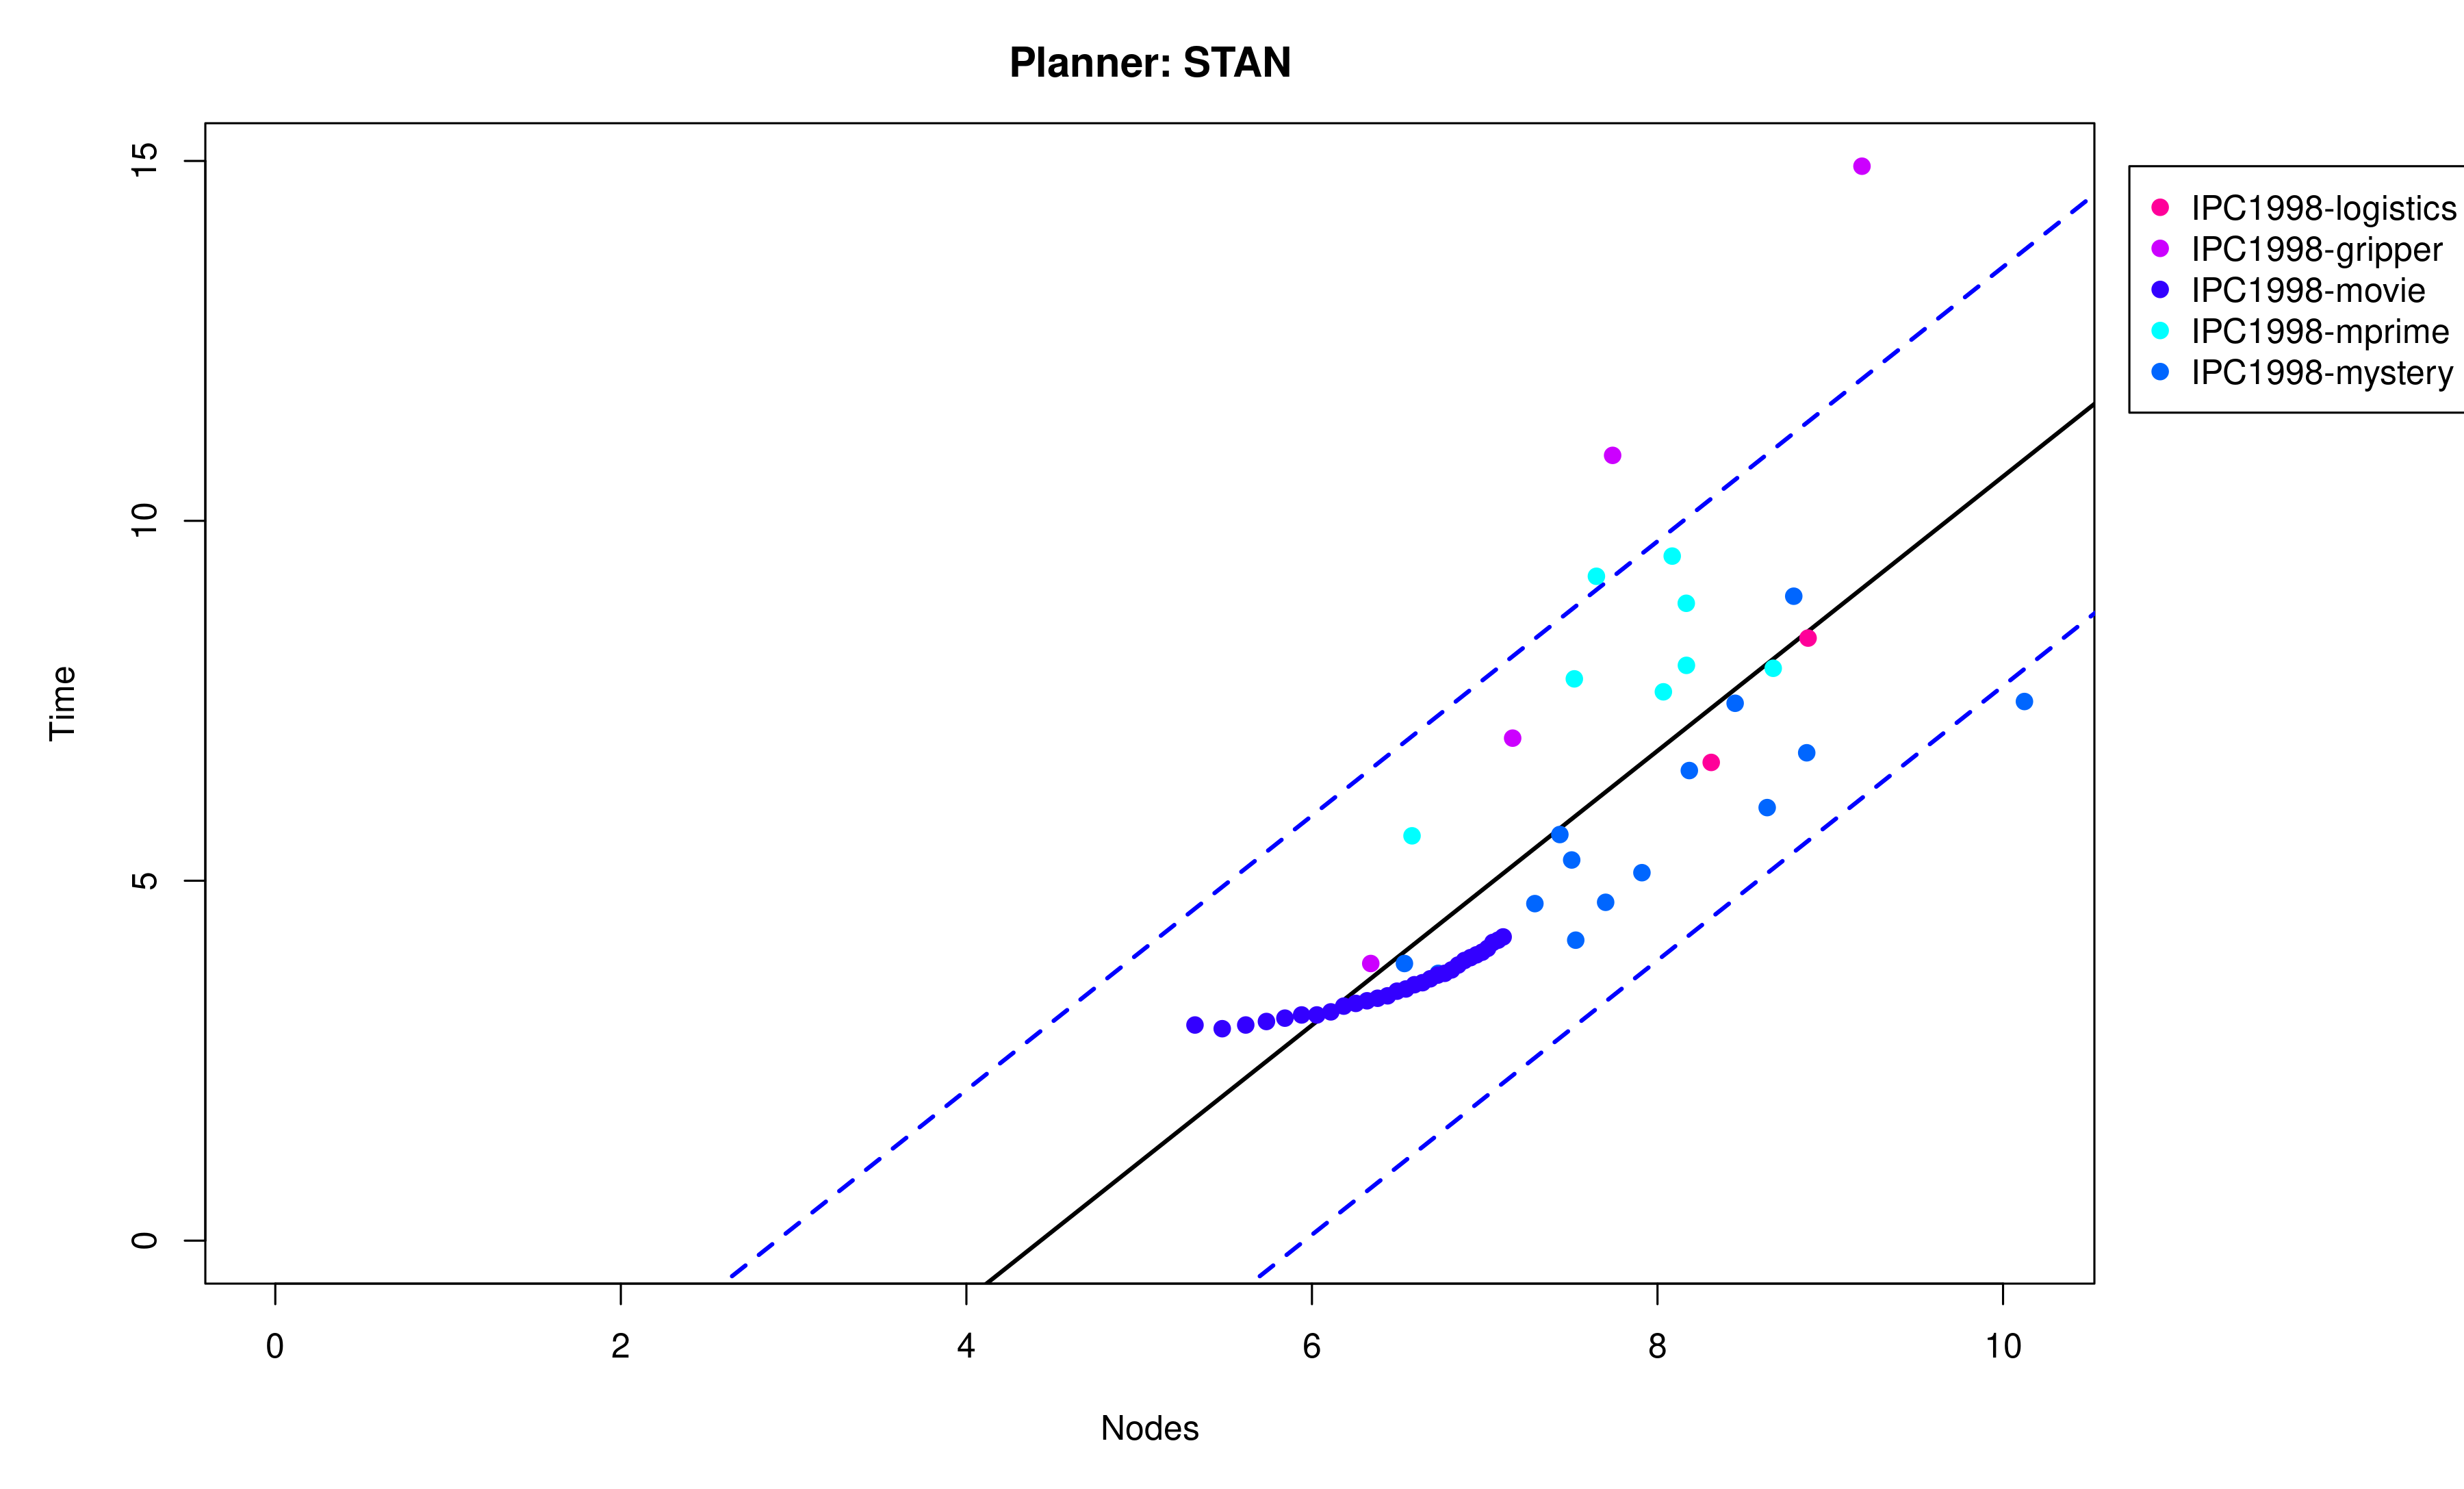 Planner: STAN
15
10
5
0
Time
0 2 4 6 8 10
Nodes
IPC1998-logistics
IPC1998-gripper
IPC1998-movie
IPC1998-mprime
IPC1998-mystery